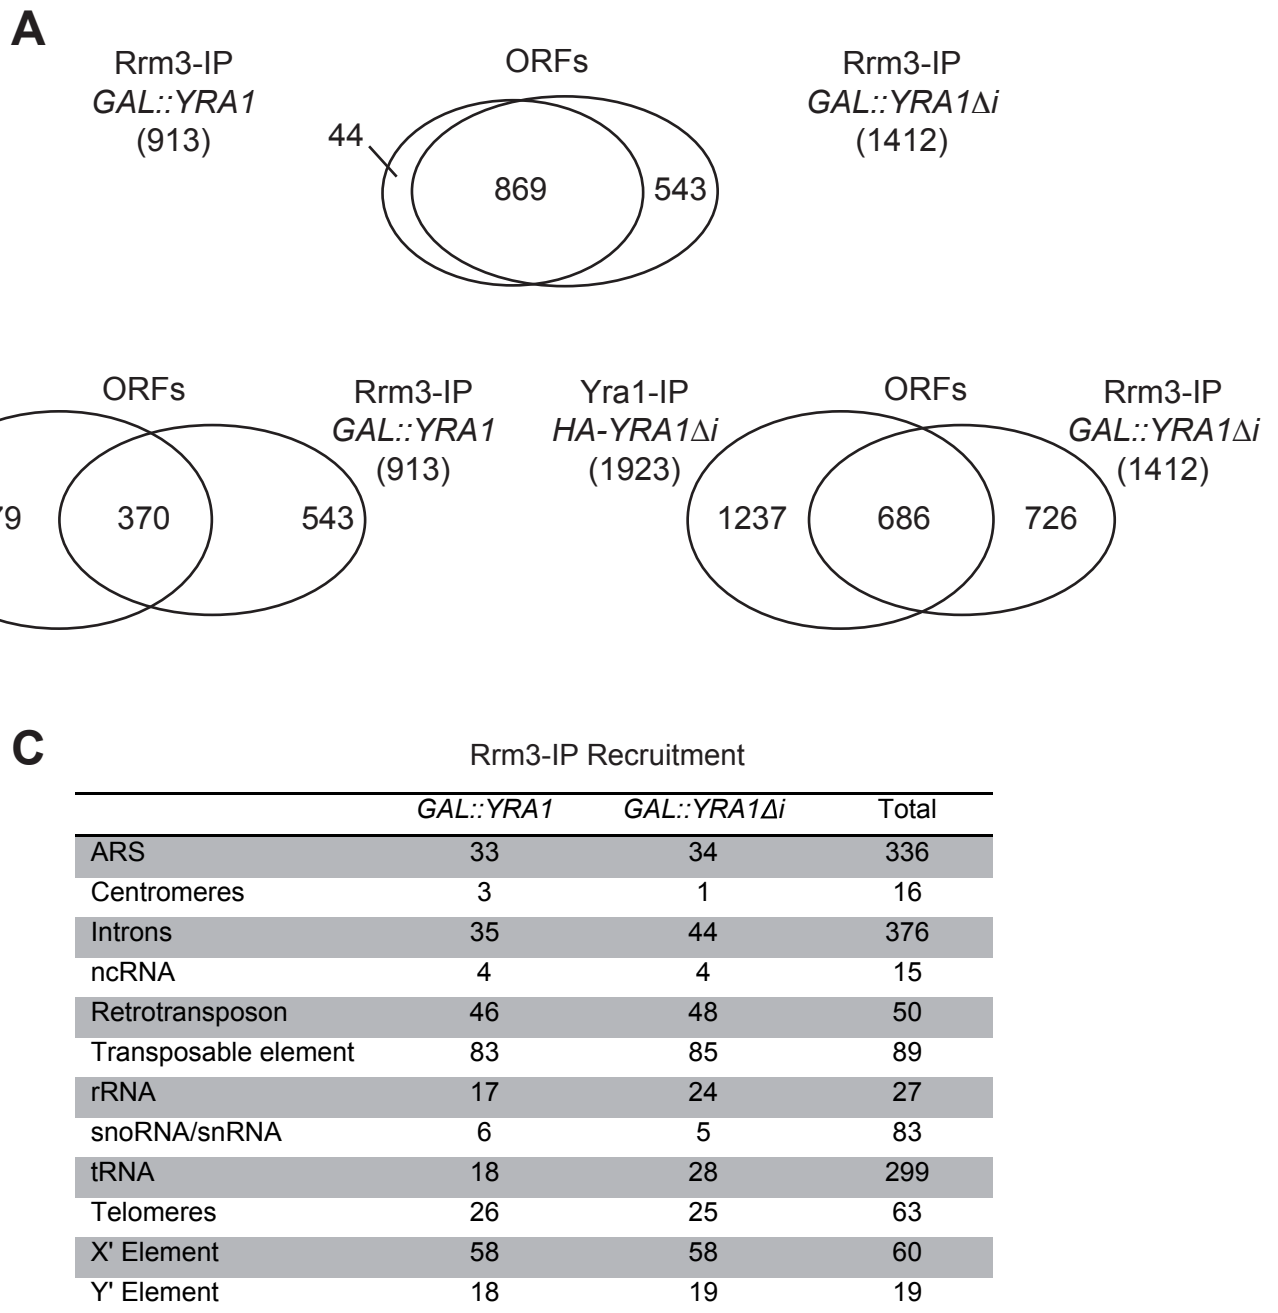 A
Rrm3-IP
GAL::YRA1
(913)
ORFs
Rrm3-IP
GAL::YRA1Δi
(1412)
44
869
543
ORFs
Rrm3-IP
GAL::YRA1
(913)
370
543
Yra1-IP
HA-YRA1Δi
(1923)
ORFs
Rrm3-IP
GAL::YRA1Δi
(1412)
1237
686
726
C
Rrm3-IP Recruitment
GAL::YRA1 GAL::YRA1Δi Total
ARS 33 34 336
Centromeres 3 1 16
Introns 35 44 376
ncRNA 4 4 15
Retrotransposon 46 48 50
Transposable element 83 85 89
rRNA 17 24 27
snoRNA/snRNA 6 5 83
tRNA 18 28 299
Telomeres 26 25 63
X' Element 58 58 60
Y' Element 18 19 19